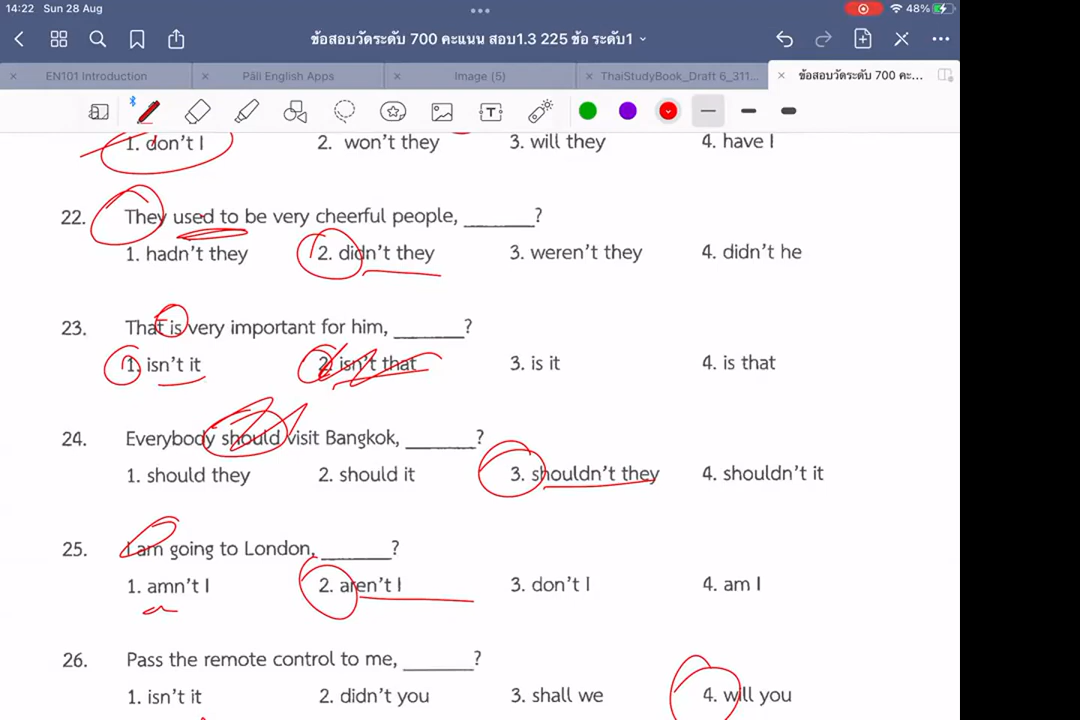 14:22 Sun 28 Aug 48%
ข้อสอบวัดระดับ 700 คะแนน สอบ1.3 225 ข้อ ระดับ1
EN101 Introduction Pāli English Apps Image (5) ThaiStudyBook_Draft 6_311... ข้อสอบวัดระดับ 700 คะ...
1. don't I 2. won't they 3. will they 4. have I
22. They used to be very cheerful people, ______?
1. hadn't they 2. didn't they 3. weren't they 4. didn't he
23. That is very important for him, ______?
1. isn't it 2. isn't that 3. is it 4. is that
24. Everybody should visit Bangkok, ______?
1. should they 2. should it 3. shouldn't they 4. shouldn't it
25. I am going to London, ______?
1. amn't I 2. aren't I 3. don't I 4. am I
26. Pass the remote control to me, ______?
1. isn't it 2. didn't you 3. shall we 4. will you